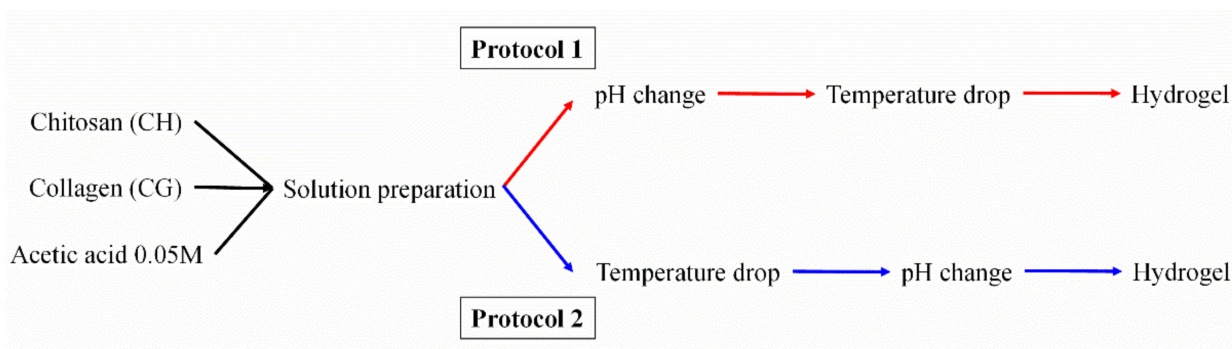 Protocol 1
pH change
Temperature drop
Hydrogel
Chitosan (CH)
Collagen (CG)
Solution preparation
Acetic acid 0.05M
Temperature drop
pH change
Hydrogel
Protocol 2